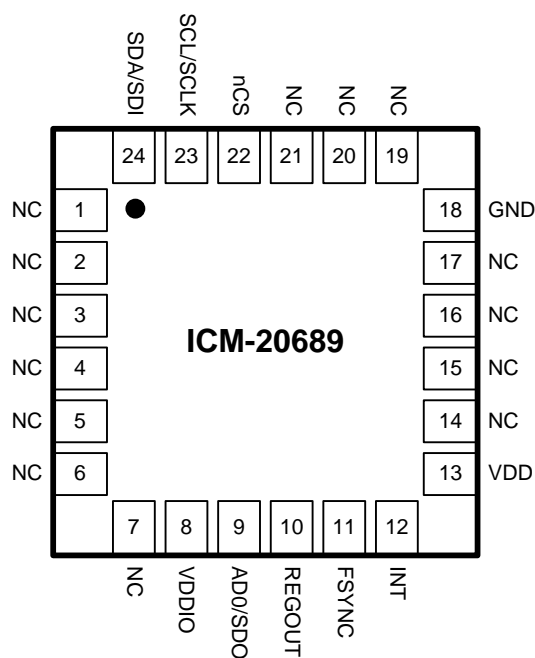 SDA/SDI
SCL/SCLK
nCS
NC
NC
NC
24
23
22
21
20
19
NC 1
18 GND
NC 2
17 NC
NC 3
16 NC
ICM-20689
NC 4
15 NC
NC 5
14 NC
NC 6
13 VDD
7
8
9
10
11
12
NC
VDDIO
AD0/SDO
REGOUT
FSYNC
INT